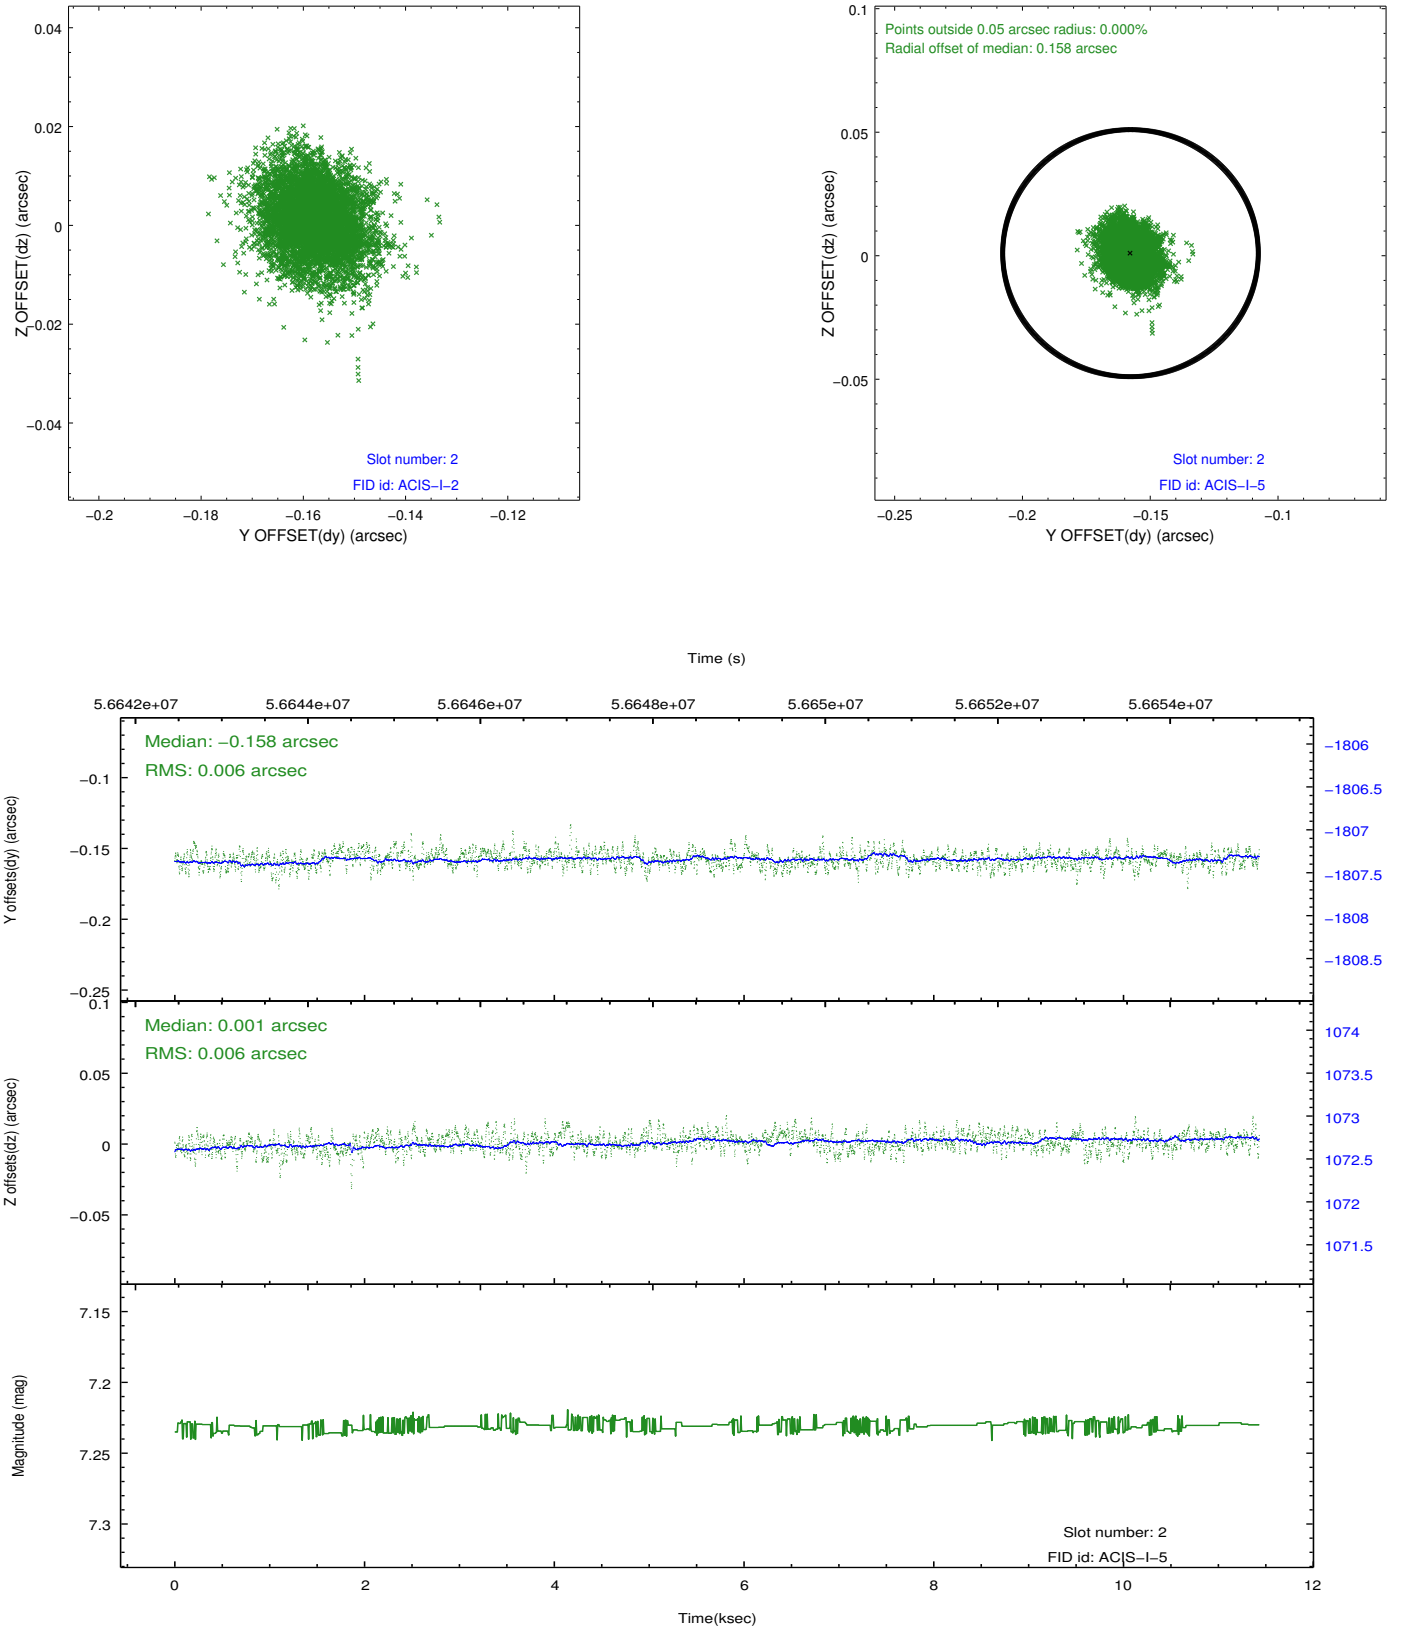 0.04
0.02
0
−0.02
−0.04
Z OFFSET(dz) (arcsec)
Slot number: 2
FID id: ACIS−I−2
−0.2
−0.18
−0.16
−0.14
−0.12
Y OFFSET(dy) (arcsec)
0.1
0.05
0
−0.05
Z OFFSET(dz) (arcsec)
Points outside 0.05 arcsec radius: 0.000%
Radial offset of median: 0.158 arcsec
Slot number: 2
FID id: ACIS−I−5
−0.25
−0.2
−0.15
−0.1
Y OFFSET(dy) (arcsec)
Time (s)
5.6642e+07
5.6644e+07
5.6646e+07
5.6648e+07
5.665e+07
5.6652e+07
5.6654e+07
Median: −0.158 arcsec
RMS: 0.006 arcsec
−0.1
−0.15
−0.2
−0.25
Y offsets(dy) (arcsec)
−1806
−1806.5
−1807
−1807.5
−1808
−1808.5
Median: 0.001 arcsec
RMS: 0.006 arcsec
0.1
0.05
0
−0.05
Z offsets(dz) (arcsec)
1074
1073.5
1073
1072.5
1072
1071.5
7.15
7.2
7.25
7.3
Magnitude (mag)
Slot number: 2
FID id: ACIS−I−5
0
2
4
6
8
10
12
Time(ksec)